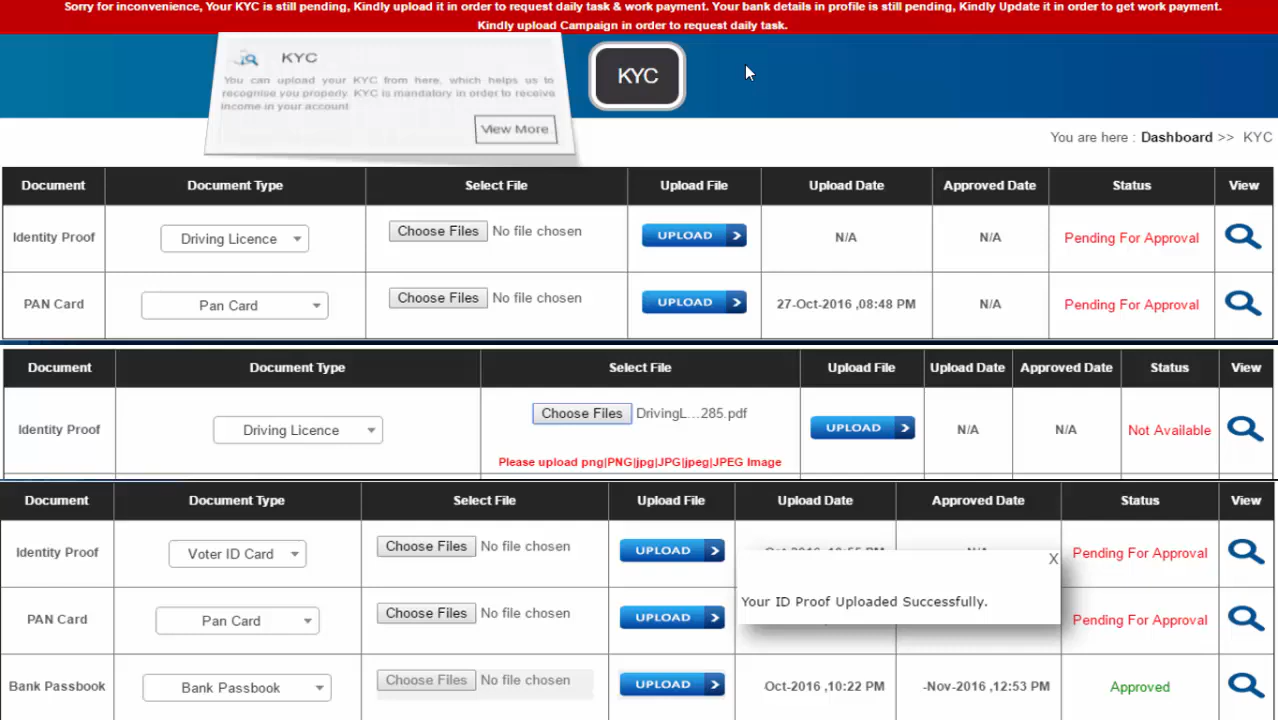 Sorry for inconvenience, Your KYC is still pending, Kindly upload it in order to request daily task & work payment. Your bank details in profile is still pending, Kindly Update it in order to get work payment.
Kindly upload Campaign in order to request daily task.
KYC
You can upload your KYC from here, which helps us to
recognise you properly. KYC is mandatory in order to receive
income in your account
View More
KYC
You are here : Dashboard >> KYC
Document Document Type Select File Upload File Upload Date Approved Date Status View
Identity Proof Driving Licence Choose Files No file chosen UPLOAD > N/A N/A Pending For Approval
PAN Card Pan Card Choose Files No file chosen UPLOAD > 27-Oct-2016 ,08:48 PM N/A Pending For Approval
Document Document Type Select File Upload File Upload Date Approved Date Status View
Identity Proof Driving Licence Choose Files DrivingL...285.pdf UPLOAD > N/A N/A Not Available
Please upload png|PNG|jpg|JPG|jpeg|JPEG Image
Document Document Type Select File Upload File Upload Date Approved Date Status View
Identity Proof Voter ID Card Choose Files No file chosen UPLOAD > Pending For Approval
X
Your ID Proof Uploaded Successfully.
PAN Card Pan Card Choose Files No file chosen UPLOAD > Pending For Approval
Bank Passbook Bank Passbook Choose Files No file chosen UPLOAD > Oct-2016 ,10:22 PM -Nov-2016 ,12:53 PM Approved